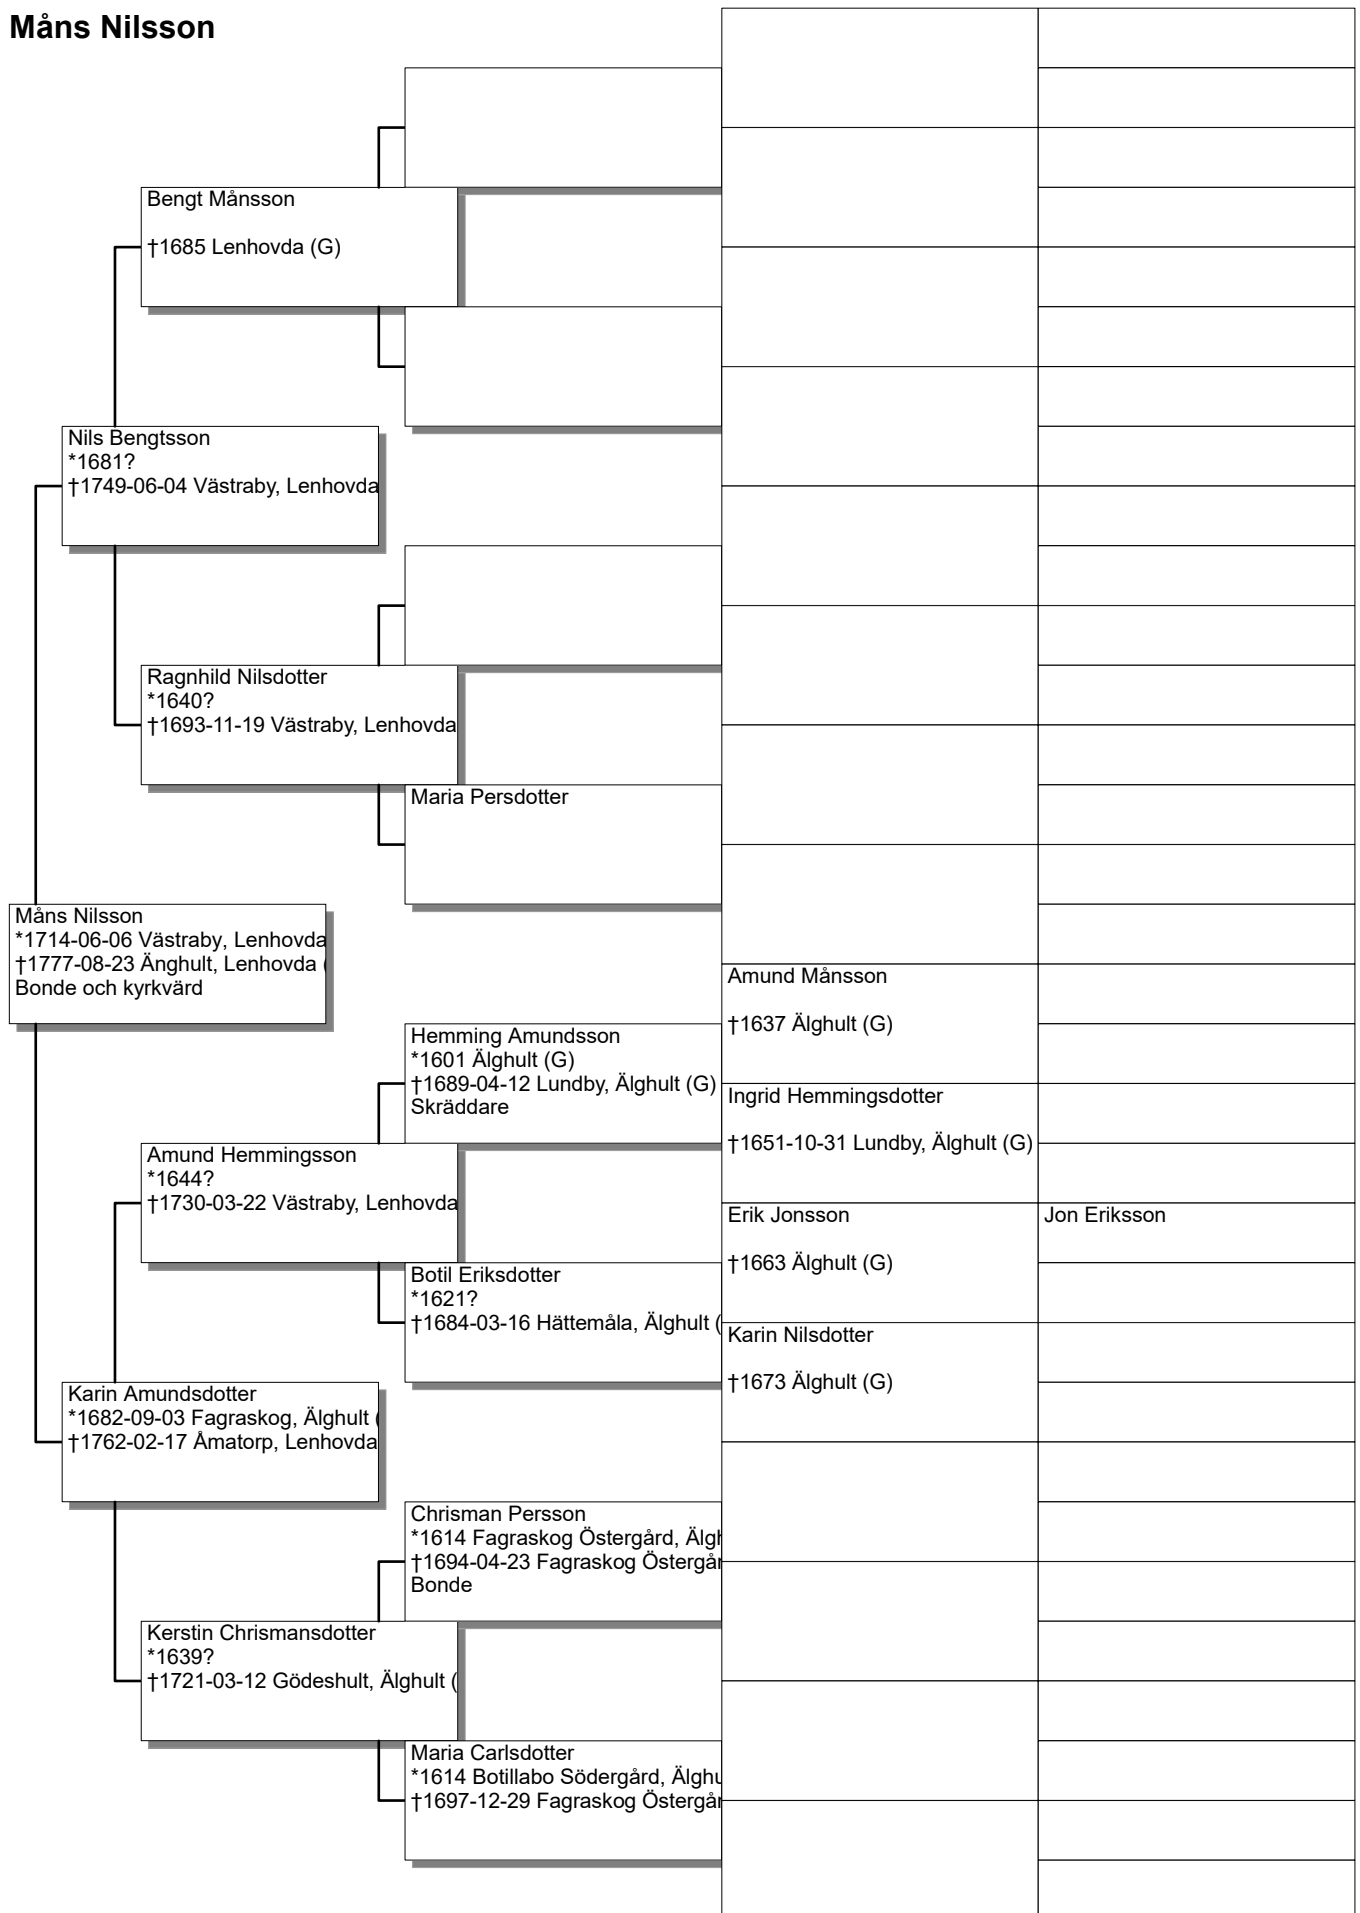 Måns Nilsson
Bengt Månsson
†1685 Lenhovda (G)
Nils Bengtsson
*1681?
†1749-06-04 Västraby, Lenhovda
Ragnhild Nilsdotter
*1640?
†1693-11-19 Västraby, Lenhovda
Maria Persdotter
Måns Nilsson
*1714-06-06 Västraby, Lenhovda
†1777-08-23 Änghult, Lenhovda (
Bonde och kyrkvärd
Amund Månsson
†1637 Älghult (G)
Hemming Amundsson
*1601 Älghult (G)
†1689-04-12 Lundby, Älghult (G)
Skräddare
Ingrid Hemmingsdotter
†1651-10-31 Lundby, Älghult (G)
Amund Hemmingsson
*1644?
†1730-03-22 Västraby, Lenhovda
Erik Jonsson
†1663 Älghult (G)
Jon Eriksson
Botil Eriksdotter
*1621?
†1684-03-16 Hättemåla, Älghult (
Karin Nilsdotter
†1673 Älghult (G)
Karin Amundsdotter
*1682-09-03 Fagraskog, Älghult (
†1762-02-17 Åmatorp, Lenhovda
Chrisman Persson
*1614 Fagraskog Östergård, Älgh
†1694-04-23 Fagraskog Östergår
Bonde
Kerstin Chrismansdotter
*1639?
†1721-03-12 Gödeshult, Älghult (
Maria Carlsdotter
*1614 Botillabo Södergård, Älghu
†1697-12-29 Fagraskog Östergår